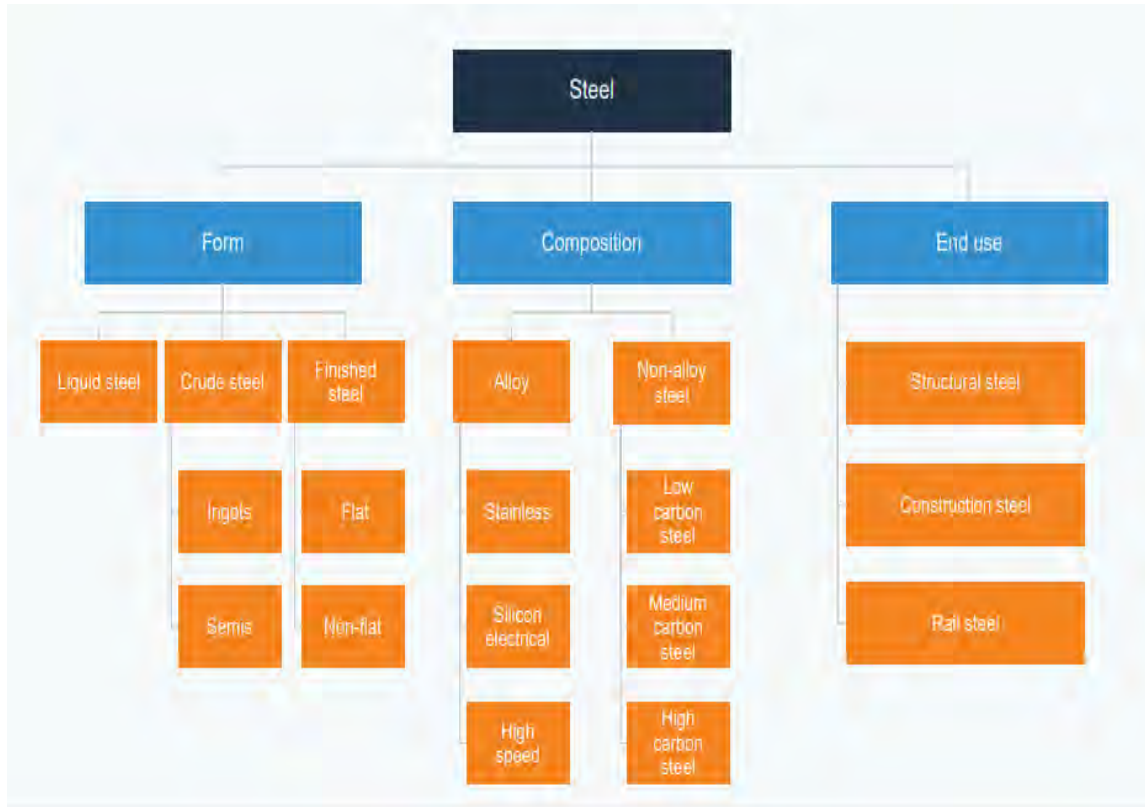 Steel
Form
Composition
End use
Liquid steel
Crude steel
Finished
steel
Alloy
Non-alloy
steel
Structural steel
Ingots
Flat
Stainless
Low
carbon
steel
Construction steel
Semis
Non-flat
Silicon
electrical
Medium
carbon
steel
Rail steel
High
speed
High
carbon
steel